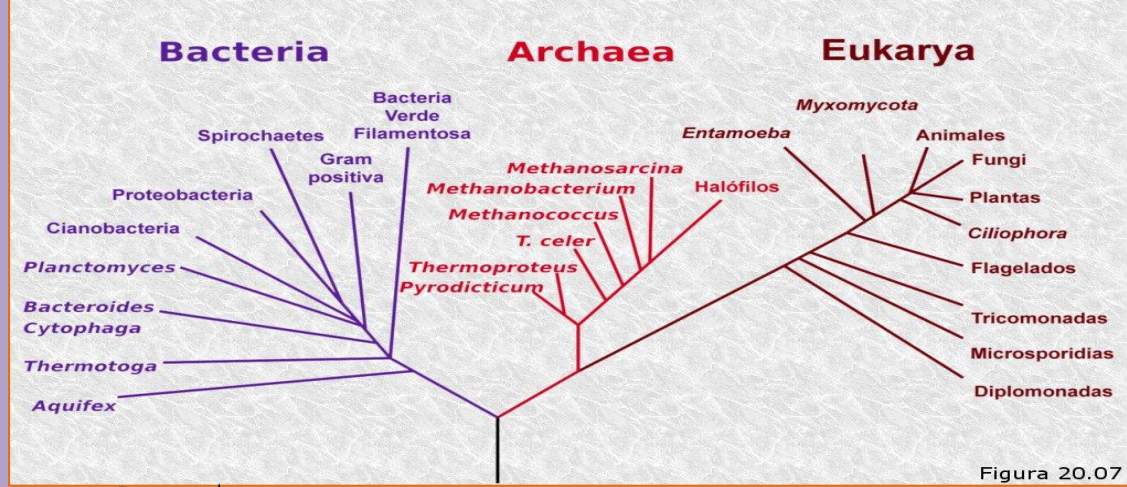 Bacteria
Archaea
Eukarya
Bacteria
Verde
Filamentosa
Spirochaetes
Gram
positiva
Proteobacteria
Cianobacteria
Planctomyces
Bacteroides
Cytophaga
Thermotoga
Aquifex
Methanosarcina
Methanobacterium
Halófilos
Methanococcus
T. celer
Thermoproteus
Pyrodicticum
Myxomycota
Entamoeba
Animales
Fungi
Plantas
Ciliophora
Flagelados
Tricomonadas
Microsporidias
Diplomonadas
Figura 20.07